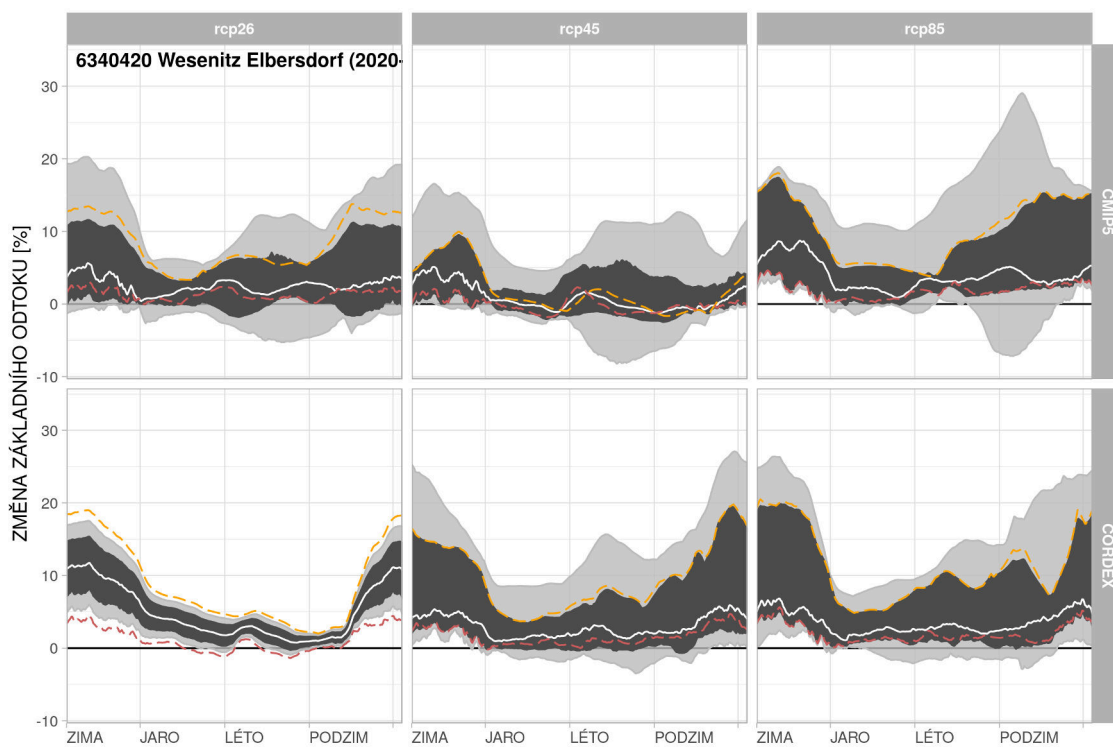 rcp26 rcp45 rcp85
6340420 Wesenitz Elbersdorf (2020-
30
20
10
0
-10
CMIP5
ZMĚNA ZÁKLADNÍHO ODTOKU [%]
30
20
10
0
-10
CORDEX
ZIMA JARO LÉTO PODZIM ZIMA JARO LÉTO PODZIM ZIMA JARO LÉTO PODZIM